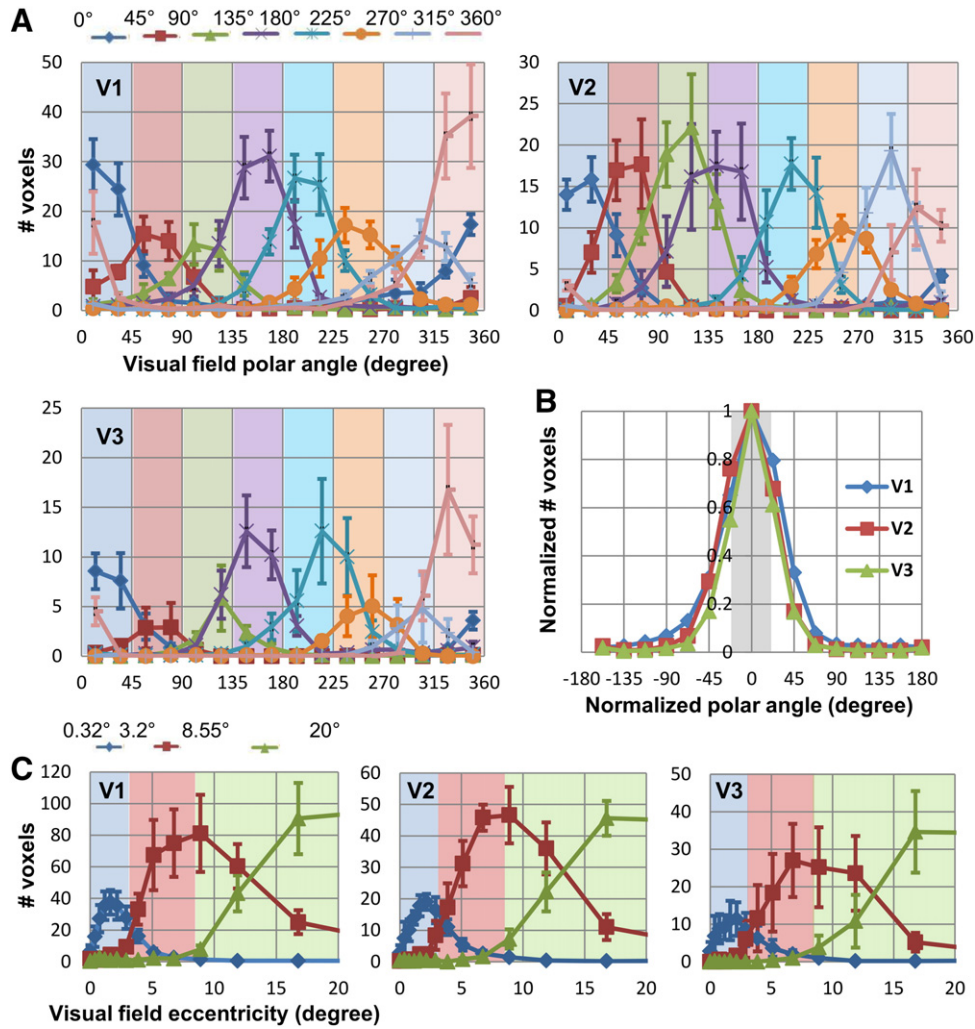 A
0° 45° 90° 135° 180° 225° 270° 315° 360°
V1
# voxels
50
40
30
20
10
0
0 45 90 135 180 225 270 315 360
Visual field polar angle (degree)
V2
30
25
20
15
10
5
0
0 45 90 135 180 225 270 315 360
V3
25
20
15
10
5
0
0 45 90 135 180 225 270 315 360
B
Normalized # voxels
1
0.8
0.6
0.4
0.2
0
V1
V2
V3
-180 -135 -90 -45 0 45 90 135 180
Normalized polar angle (degree)
0.32° 3.2° 8.55° 20°
C
V1
# voxels
120
100
80
60
40
20
0
0 5 10 15 20
Visual field eccentricity (degree)
V2
60
50
40
30
20
10
0
0 5 10 15 20
V3
50
40
30
20
10
0
0 5 10 15 20